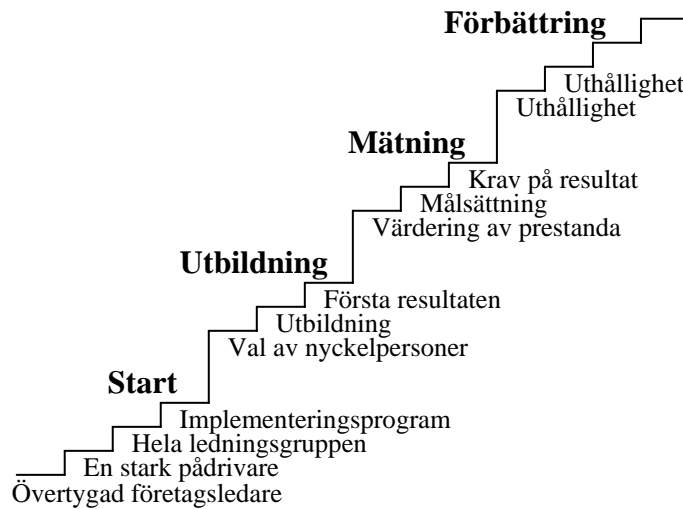 Förbättring
Uthållighet
Uthållighet
Mätning
Krav på resultat
Målsättning
Värdering av prestanda
Utbildning
Första resultaten
Utbildning
Val av nyckelpersoner
Start
Implementeringsprogram
Hela ledningsgruppen
En stark pådrivare
Övertygad företagsledare